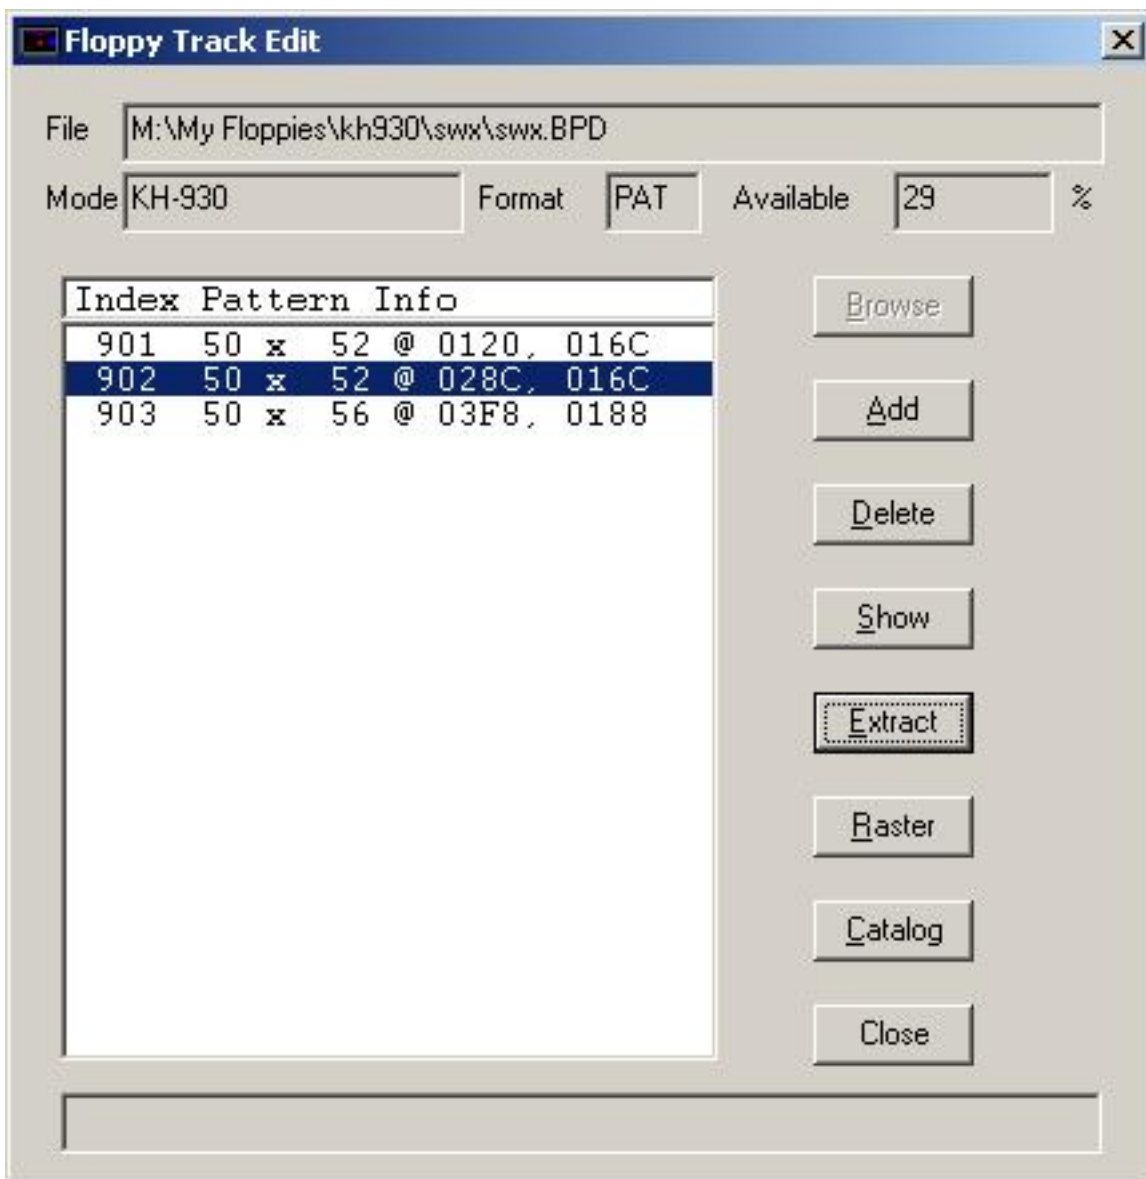 Floppy Track Edit
File M:\My Floppies\kh930\swx\swx.BPD
Mode KH-930 Format PAT Available 29 %
Index Pattern Info
901 50 x 52 @ 0120, 016C
902 50 x 52 @ 028C, 016C
903 50 x 56 @ 03F8, 0188
Browse
Add
Delete
Show
Extract
Raster
Catalog
Close